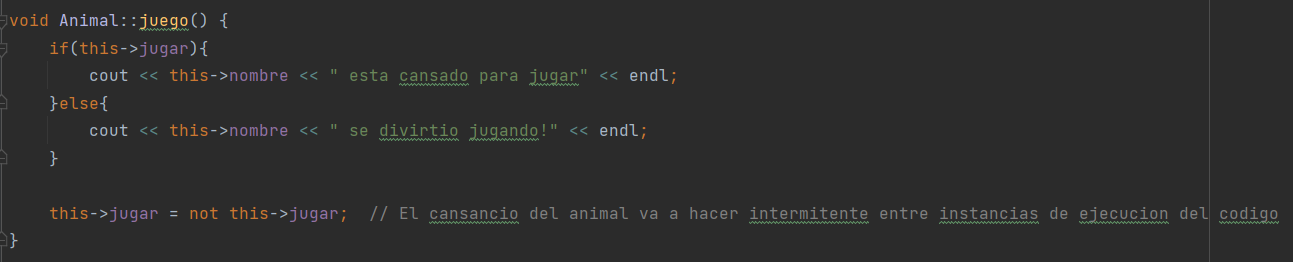 void Animal::juego() {
    if(this->jugar){
        cout << this->nombre << " esta cansado para jugar" << endl;
    }else{
        cout << this->nombre << " se divirtio jugando!" << endl;
    }

    this->jugar = not this->jugar;  // El cansancio del animal va a hacer intermitente entre instancias de ejecucion del codigo
}